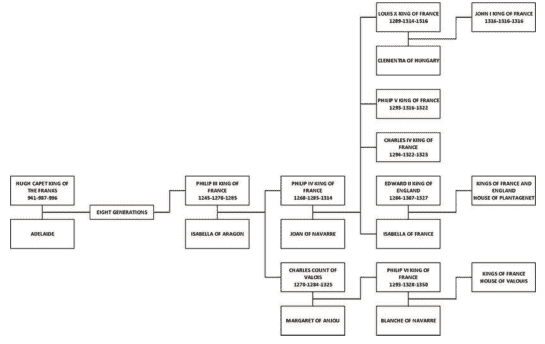 LOUIS X KING OF FRANCE
1289-1314-1316
JOHN I KING OF FRANCE
1316-1316-1316
CLEMENTIA OF HUNGARY
PHILIP V KING OF FRANCE
1293-1316-1322
CHARLES IV KING OF
FRANCE
1294-1322-1323
HUGH CAPET KING OF
THE FRANKS
941-987-996
PHILIP III KING OF
FRANCE
1245-1270-1285
PHILIP IV KING OF
FRANCE
1268-1285-1314
EDWARD II KING OF
ENGLAND
1284-1307-1327
KINGS OF FRANCE AND
ENGLAND
HOUSE OF PLANTAGENET
EIGHT GENERATIONS
ADELAIDE
ISABELLA OF ARAGON
JOAN OF NAVARRE
ISABELLA OF FRANCE
CHARLES COUNT OF
VALOIS
1270-1284-1325
PHILIP VI KING OF
FRANCE
1293-1328-1350
KINGS OF FRANCE
HOUSE OF VALOUIS
MARGARET OF ANJOU
BLANCHE OF NAVARRE